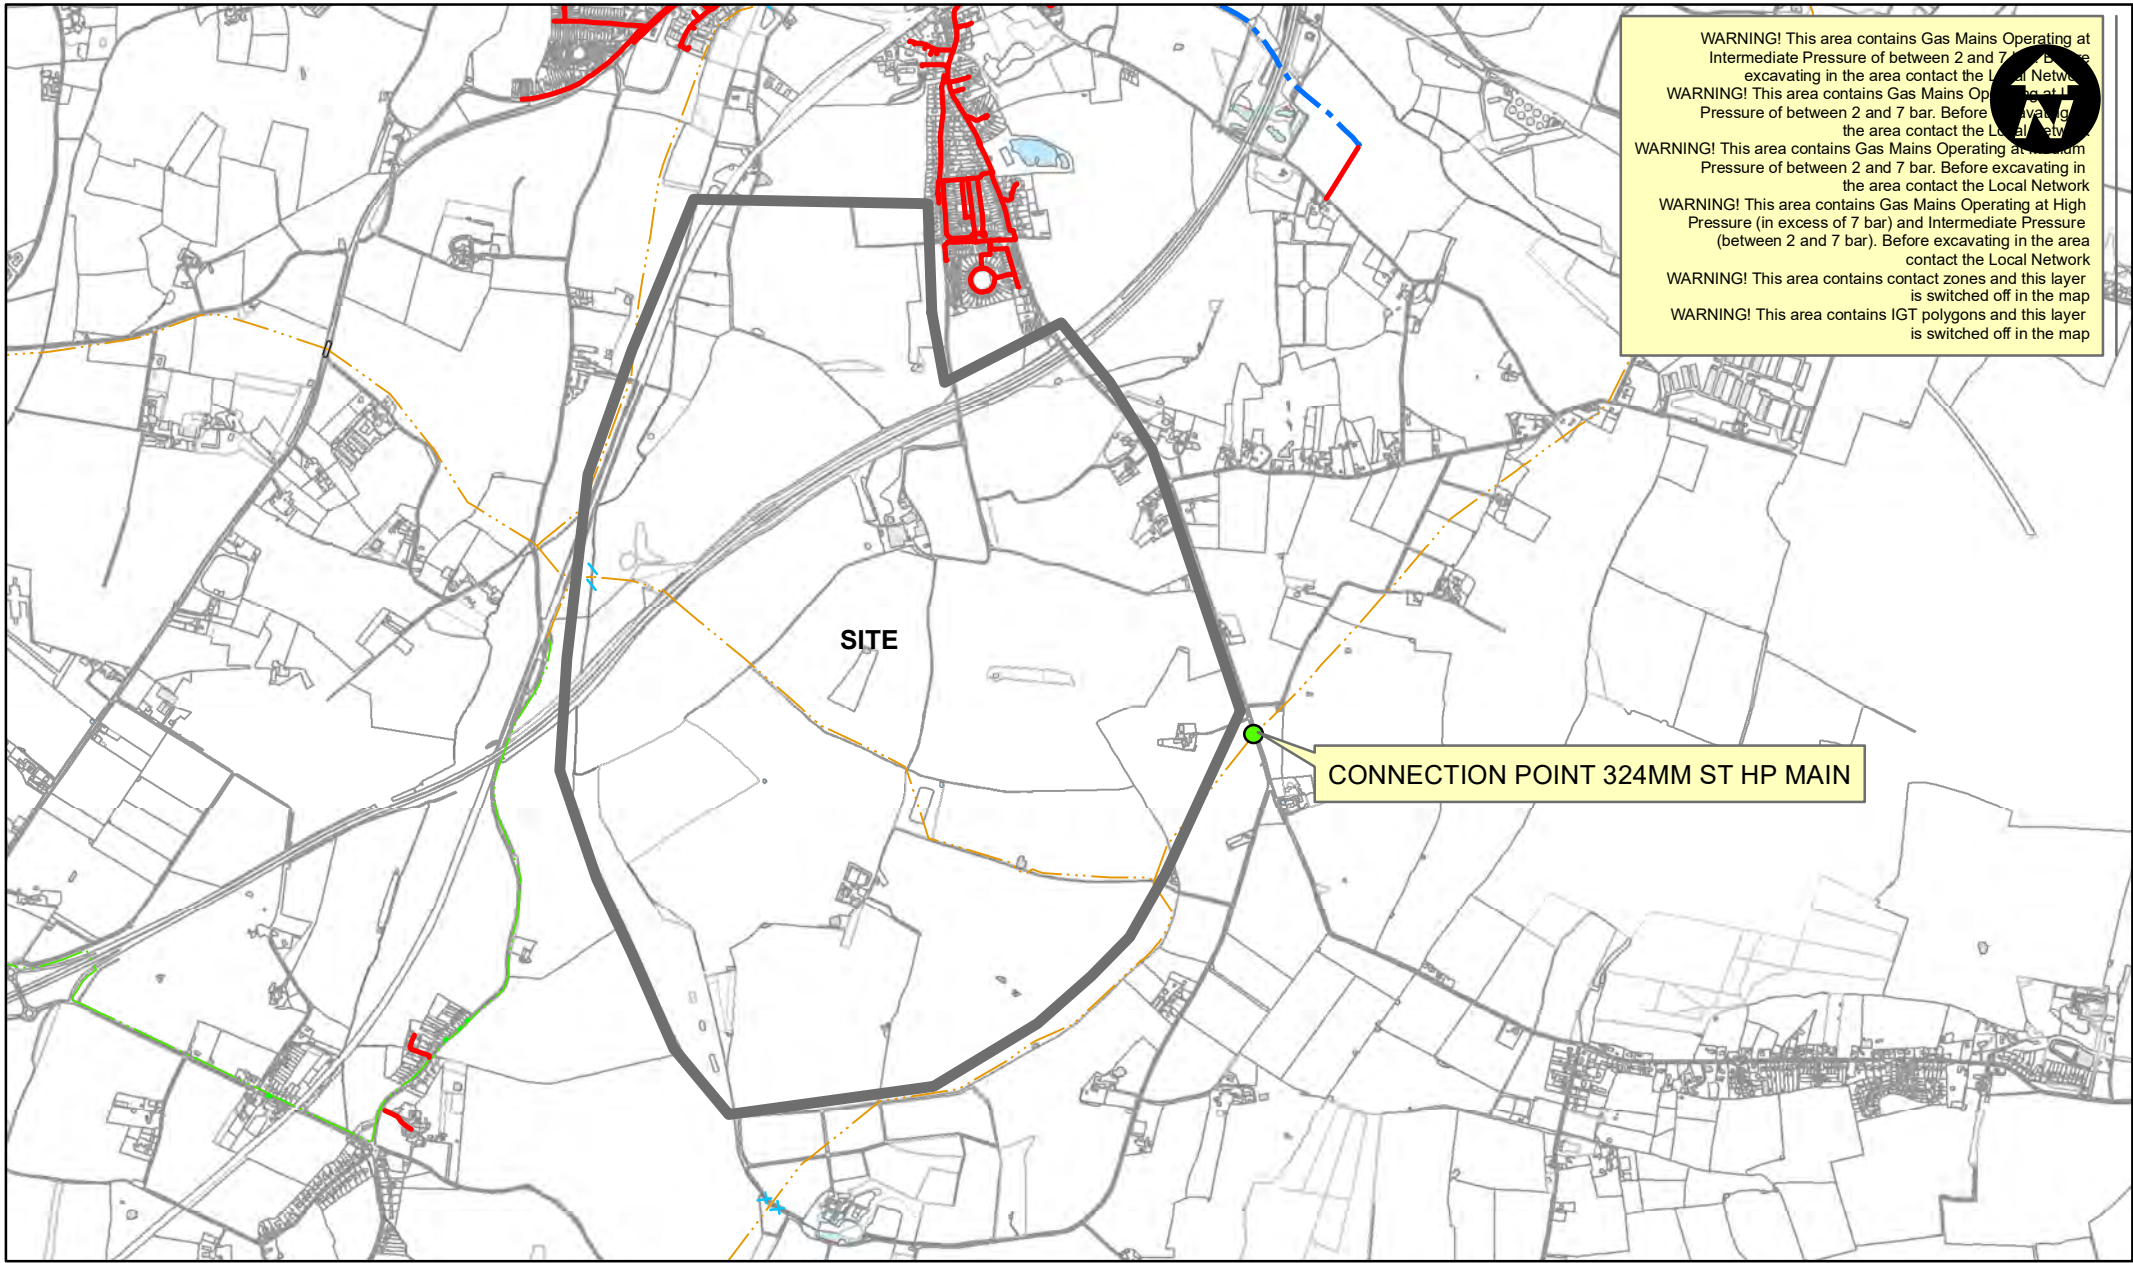 WARNING! This area contains Gas Mains Operating at
Intermediate Pressure of between 2 and 7
excavating in the area contact the
WARNING! This area contains Gas Mains
Pressure of between 2 and 7 bar. Before
the area contact the
WARNING! This area contains Gas Mains Operating at
Pressure of between 2 and 7 bar. Before excavating in
the area contact the Local Network
WARNING! This area contains Gas Mains Operating at High
Pressure (in excess of 7 bar) and Intermediate Pressure
(between 2 and 7 bar). Before excavating in the area
contact the Local Network
WARNING! This area contains contact zones and this layer
is switched off in the map
WARNING! This area contains IGT polygons and this layer
is switched off in the map
N
SITE
CONNECTION POINT 324MM ST HP MAIN